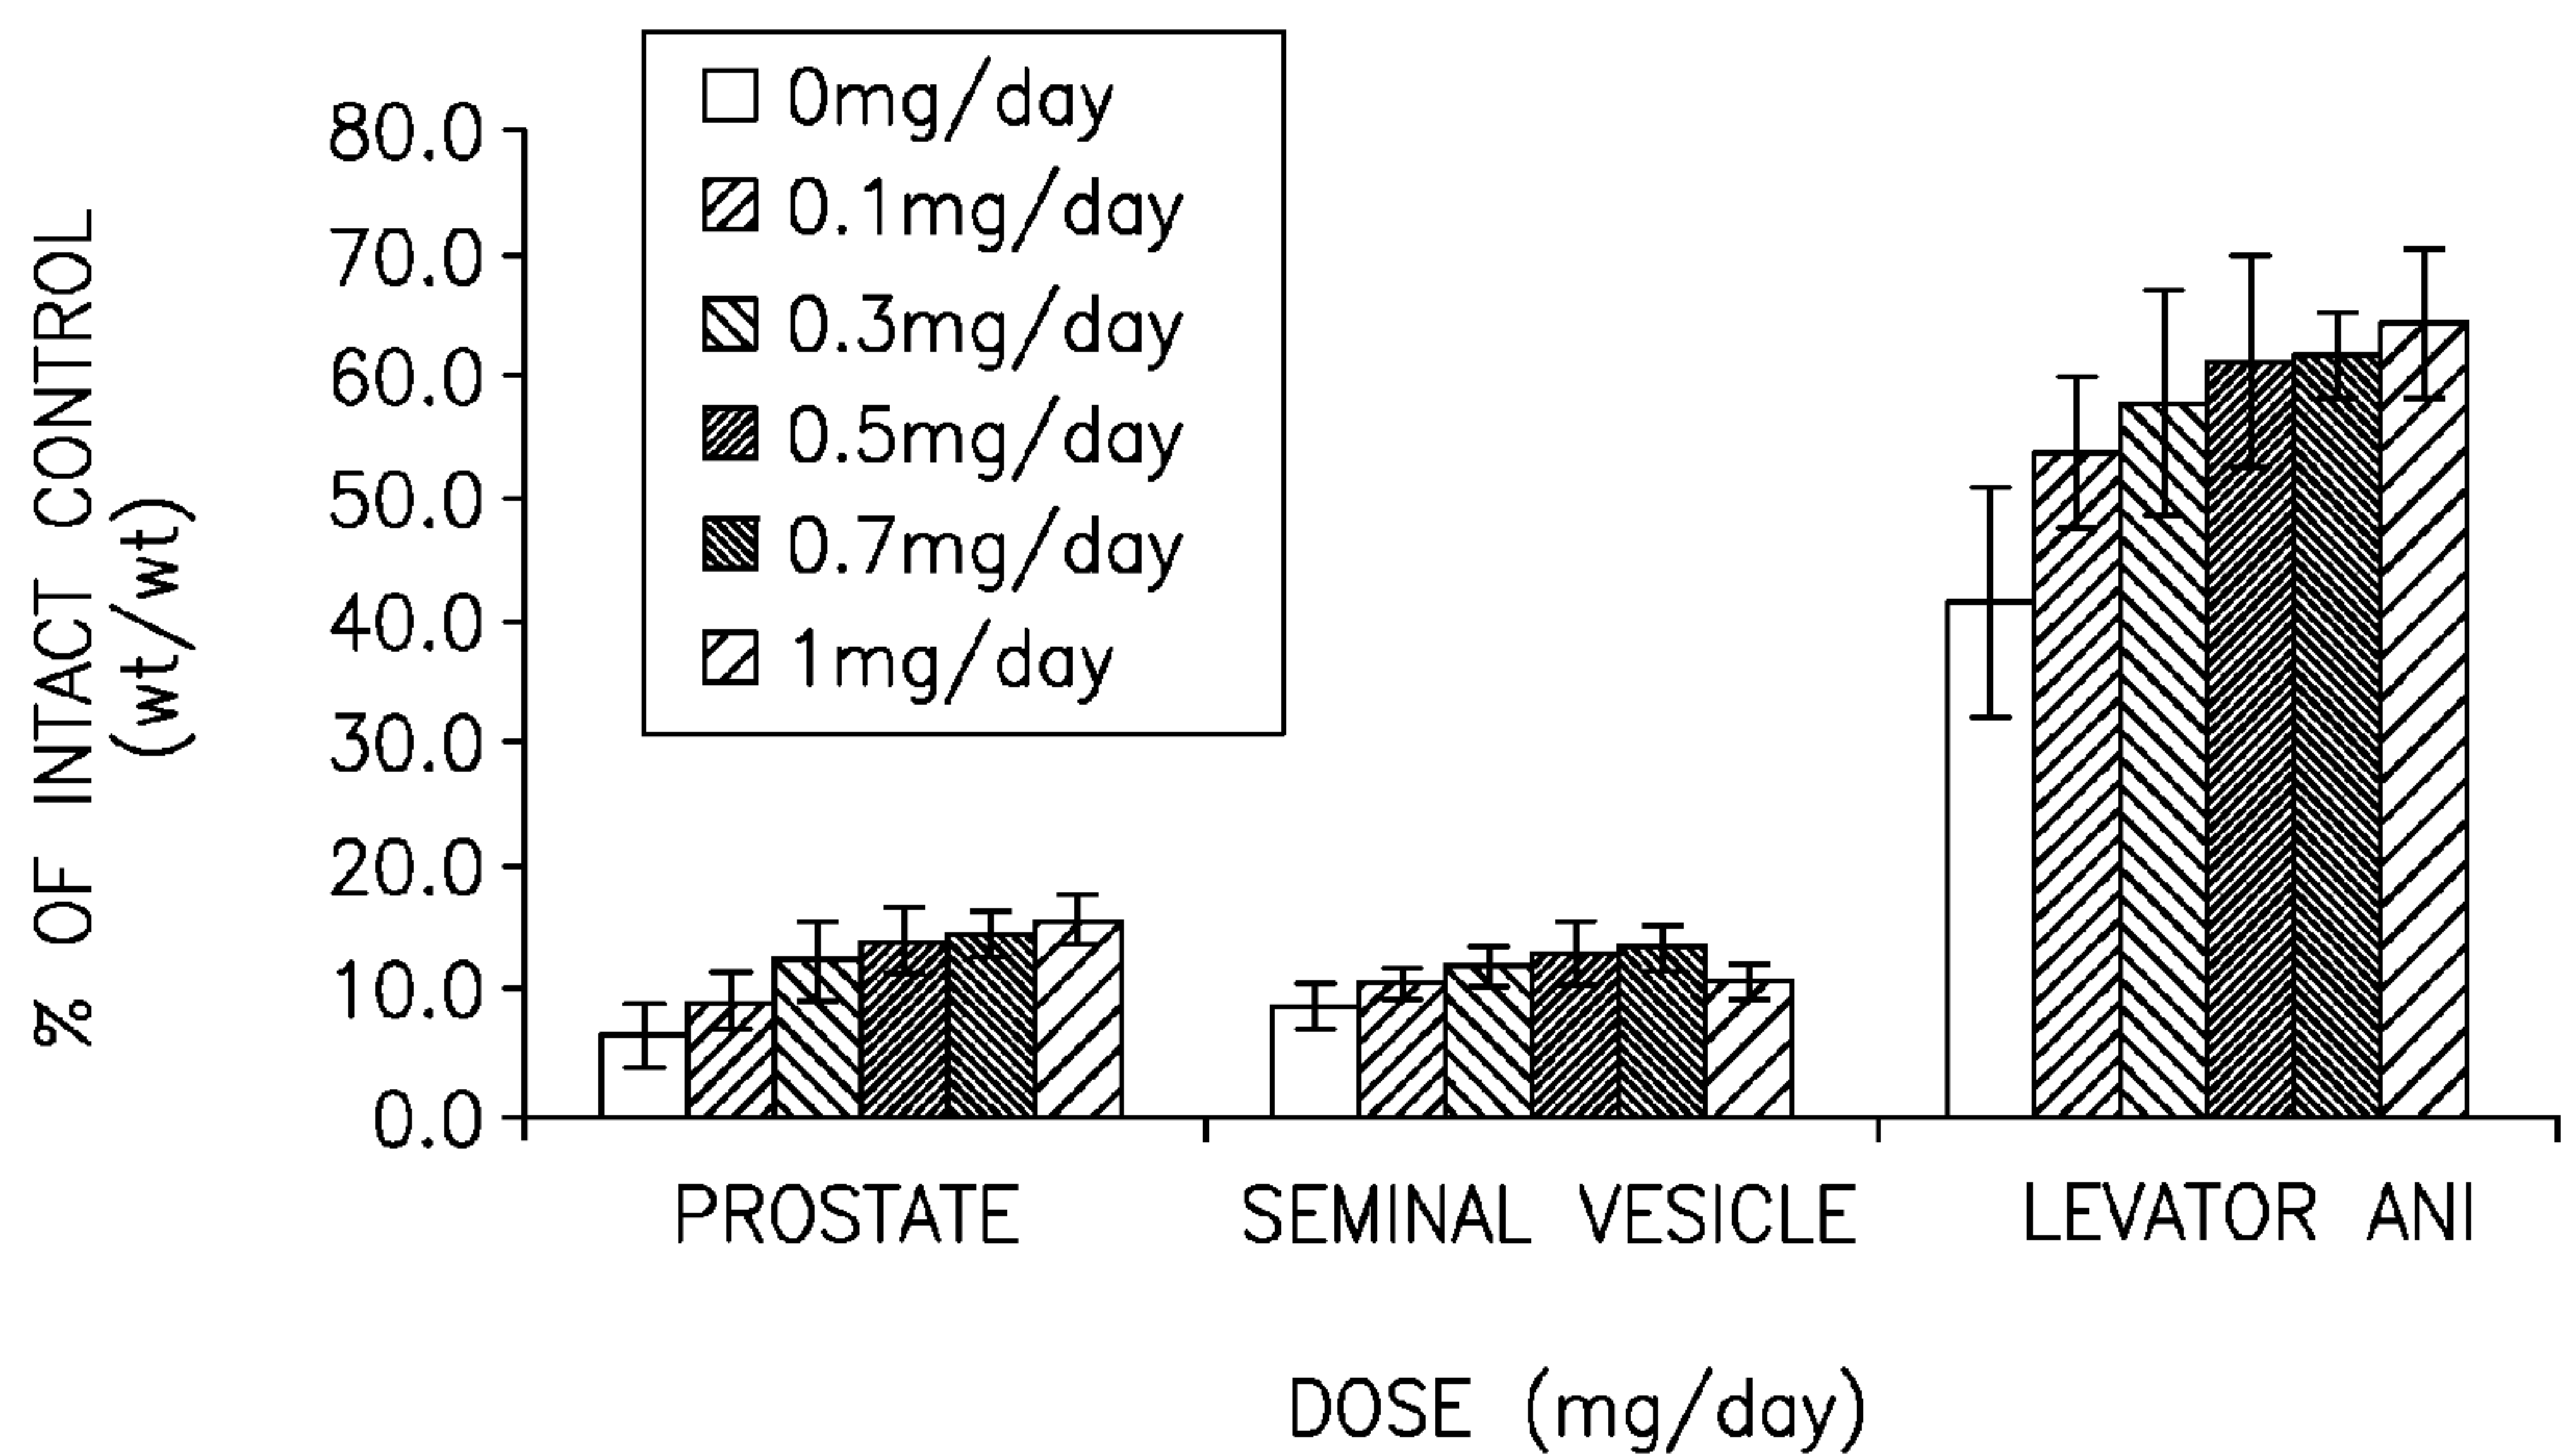 % OF INTACT CONTROL
(wt/wt)
80.0
70.0
60.0
50.0
40.0
30.0
20.0
10.0
0.0
0mg/day
0.1mg/day
0.3mg/day
0.5mg/day
0.7mg/day
1mg/day
PROSTATE
SEMINAL VESICLE
LEVATOR ANI
DOSE (mg/day)